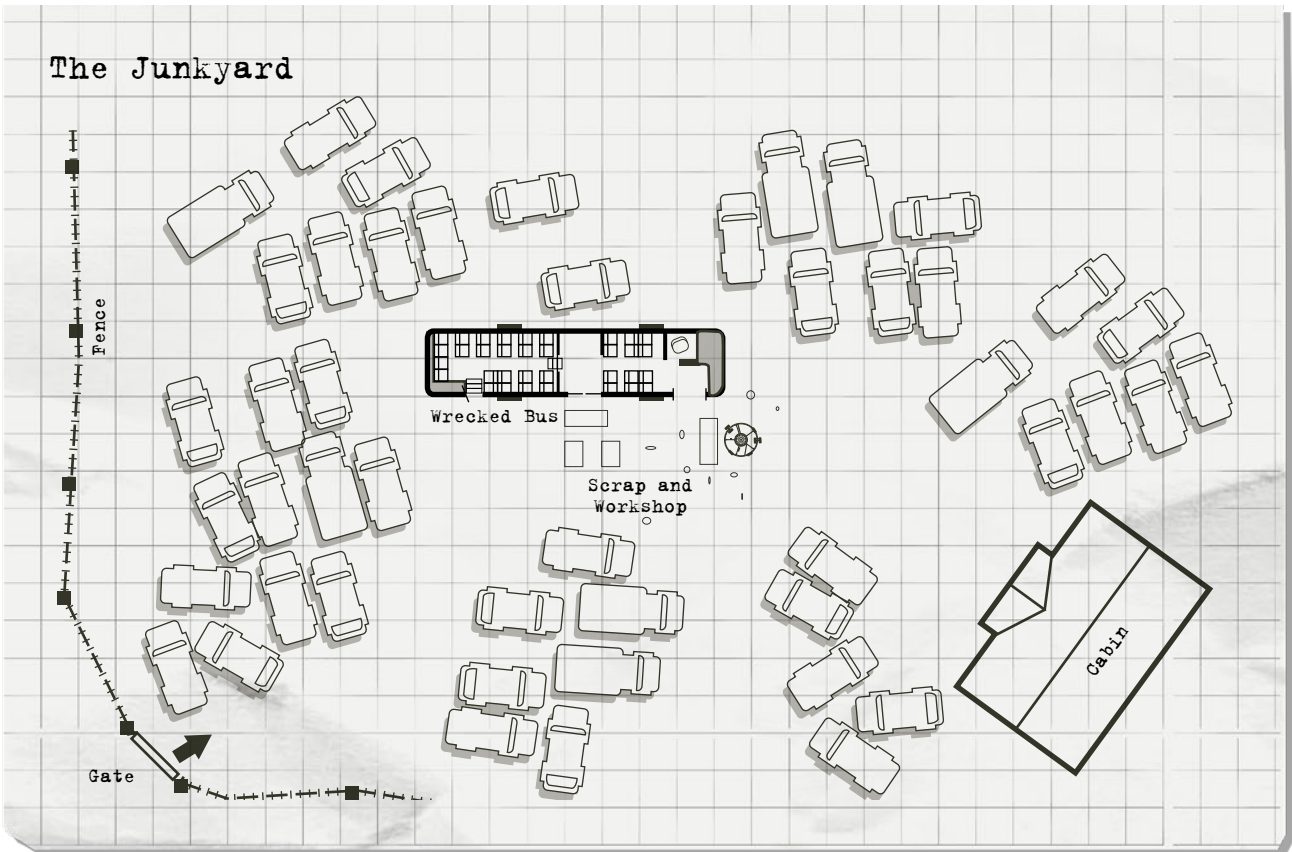 The Junkyard
Fence
Wrecked Bus
Scrap and
Workshop
Cabin
Gate